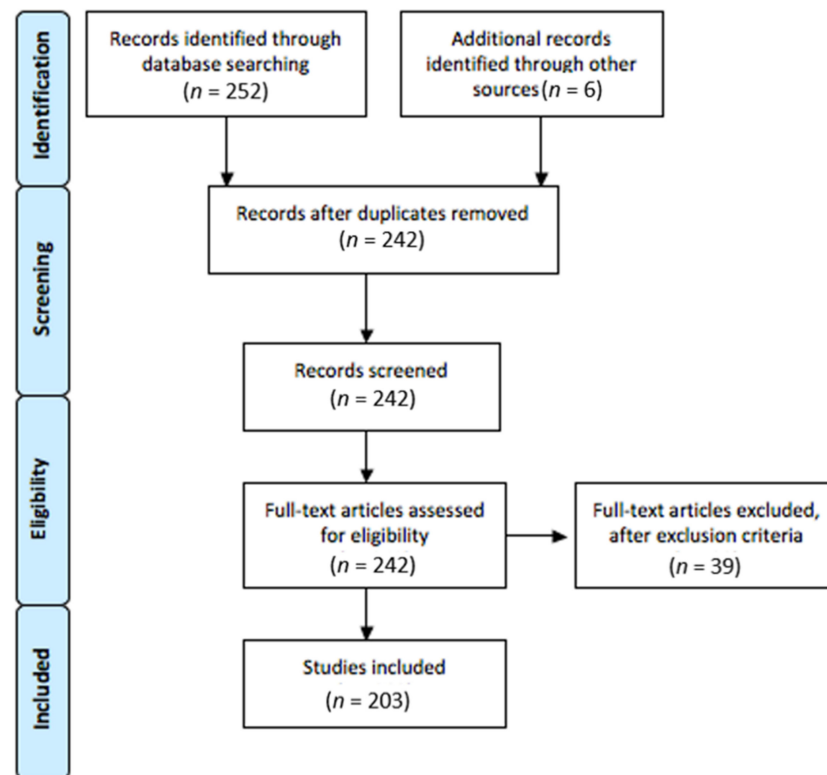 Identification
Records identified through
database searching
(n = 252)
Additional records
identified through other
sources(n = 6)
Screening
Records after duplicates removed
(n = 242)
Records screened
(n = 242)
Eligibility
Full-text articles assessed
for eligibility
(n = 242)
Full-text articles excluded,
after exclusion criteria
(n = 39)
Included
Studies included
(n = 203)